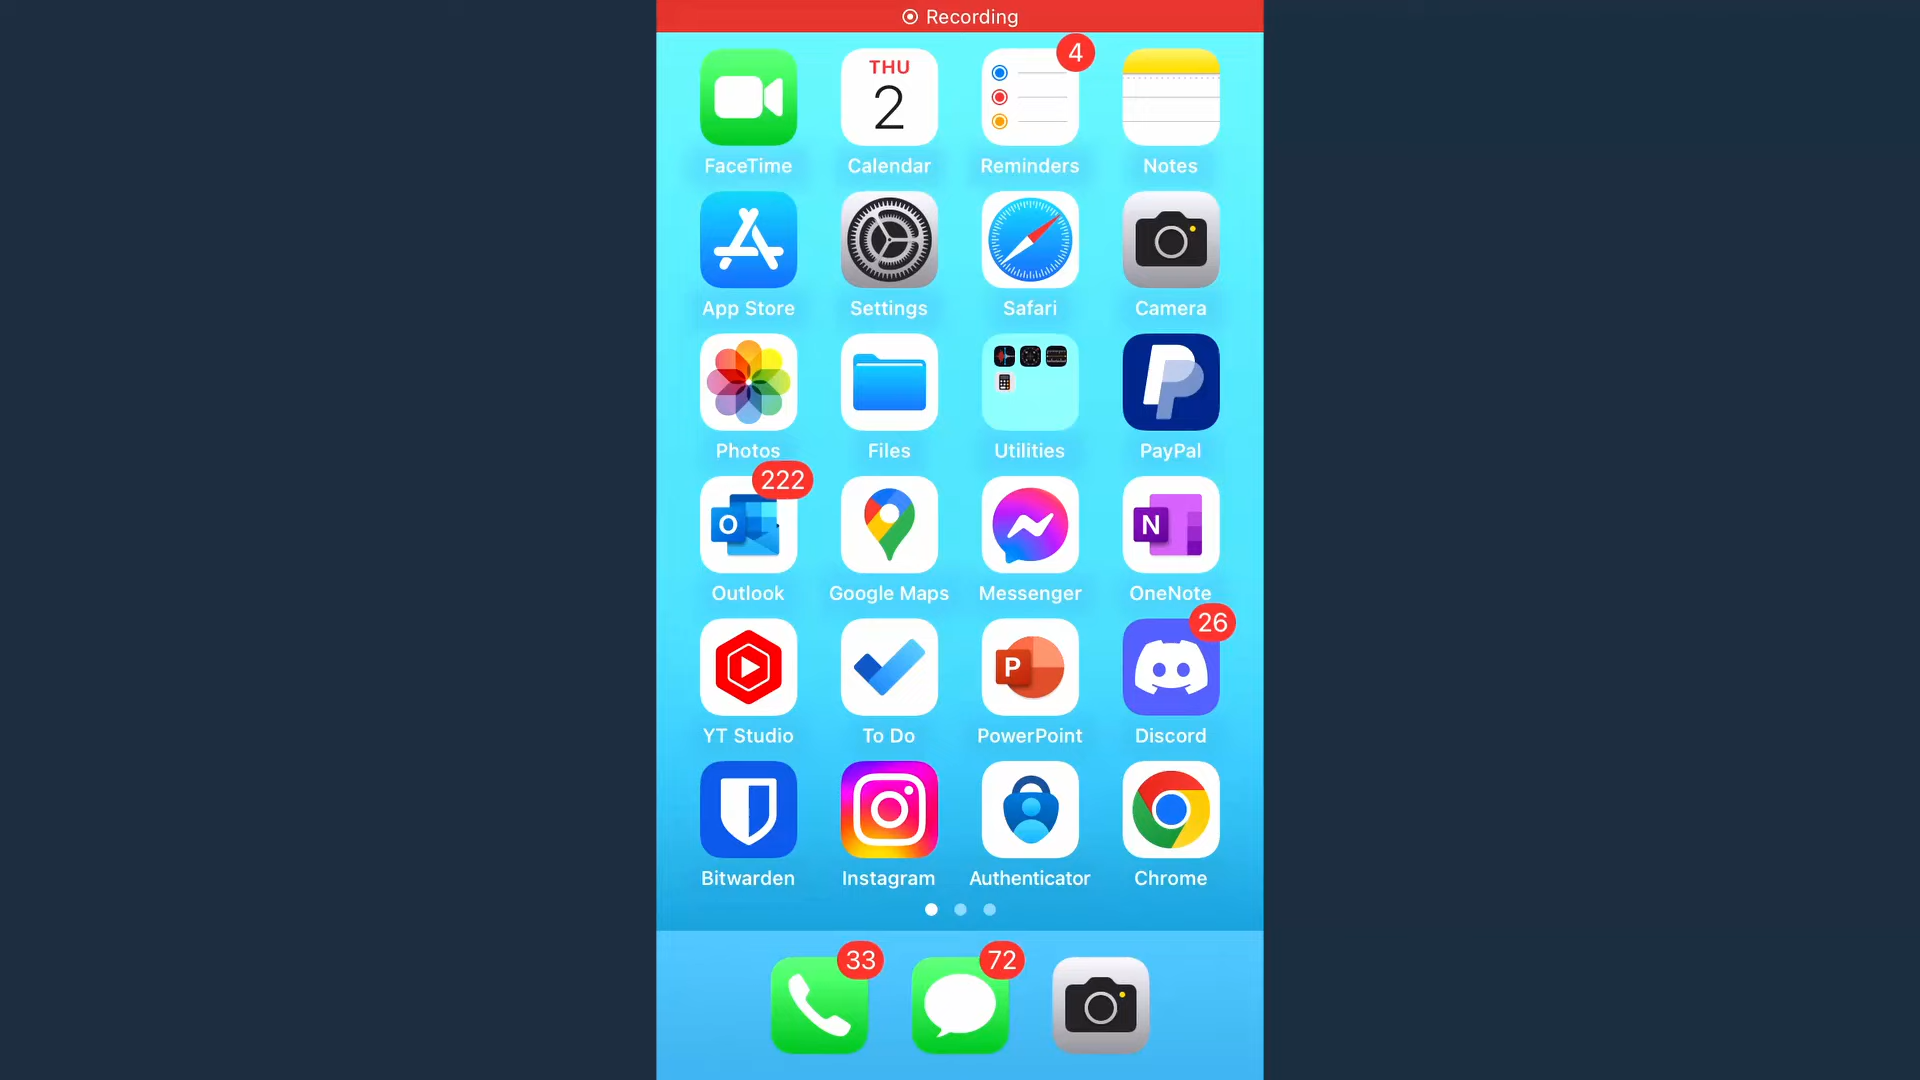 Recording
THU
2
4
FaceTime
Calendar
Reminders
Notes
App Store
Settings
Safari
Camera
Photos
Files
Utilities
PayPal
222
O
N
Outlook
Google Maps
Messenger
OneNote
26
P
YT Studio
To Do
PowerPoint
Discord
Bitwarden
Instagram
Authenticator
Chrome
33
72